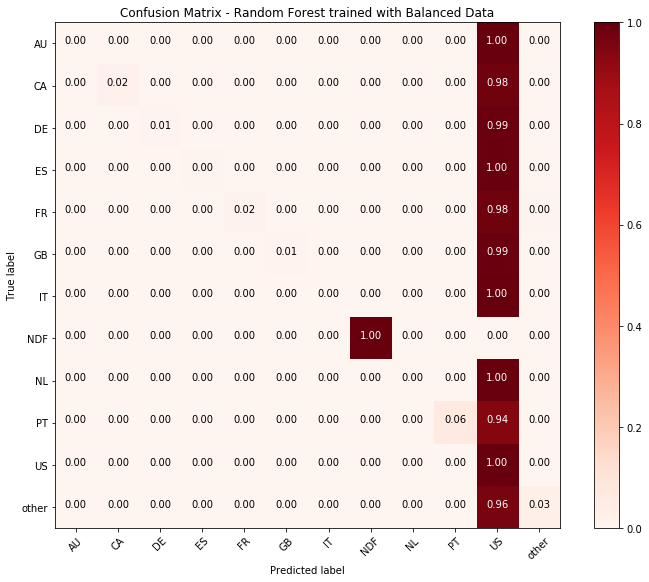 Confusion Matrix - Random Forest trained with Balanced Data
AU 0.00 0.00 0.00 0.00 0.00 0.00 0.00 0.00 0.00 0.00 1.00 0.00
CA 0.00 0.02 0.00 0.00 0.00 0.00 0.00 0.00 0.00 0.00 0.98 0.00
DE 0.00 0.00 0.01 0.00 0.00 0.00 0.00 0.00 0.00 0.00 0.99 0.00
ES 0.00 0.00 0.00 0.00 0.00 0.00 0.00 0.00 0.00 0.00 1.00 0.00
FR 0.00 0.00 0.00 0.00 0.02 0.00 0.00 0.00 0.00 0.00 0.98 0.00
GB 0.00 0.00 0.00 0.00 0.00 0.01 0.00 0.00 0.00 0.00 0.99 0.00
IT 0.00 0.00 0.00 0.00 0.00 0.00 0.00 0.00 0.00 0.00 1.00 0.00
NDF 0.00 0.00 0.00 0.00 0.00 0.00 0.00 1.00 0.00 0.00 0.00 0.00
NL 0.00 0.00 0.00 0.00 0.00 0.00 0.00 0.00 0.00 0.00 1.00 0.00
PT 0.00 0.00 0.00 0.00 0.00 0.00 0.00 0.00 0.00 0.06 0.94 0.00
US 0.00 0.00 0.00 0.00 0.00 0.00 0.00 0.00 0.00 0.00 1.00 0.00
other 0.00 0.00 0.00 0.00 0.00 0.00 0.00 0.00 0.00 0.00 0.96 0.03
AU CA DE ES FR GB IT NDF NL PT US other
Predicted label
True label
1.0
0.8
0.6
0.4
0.2
0.0